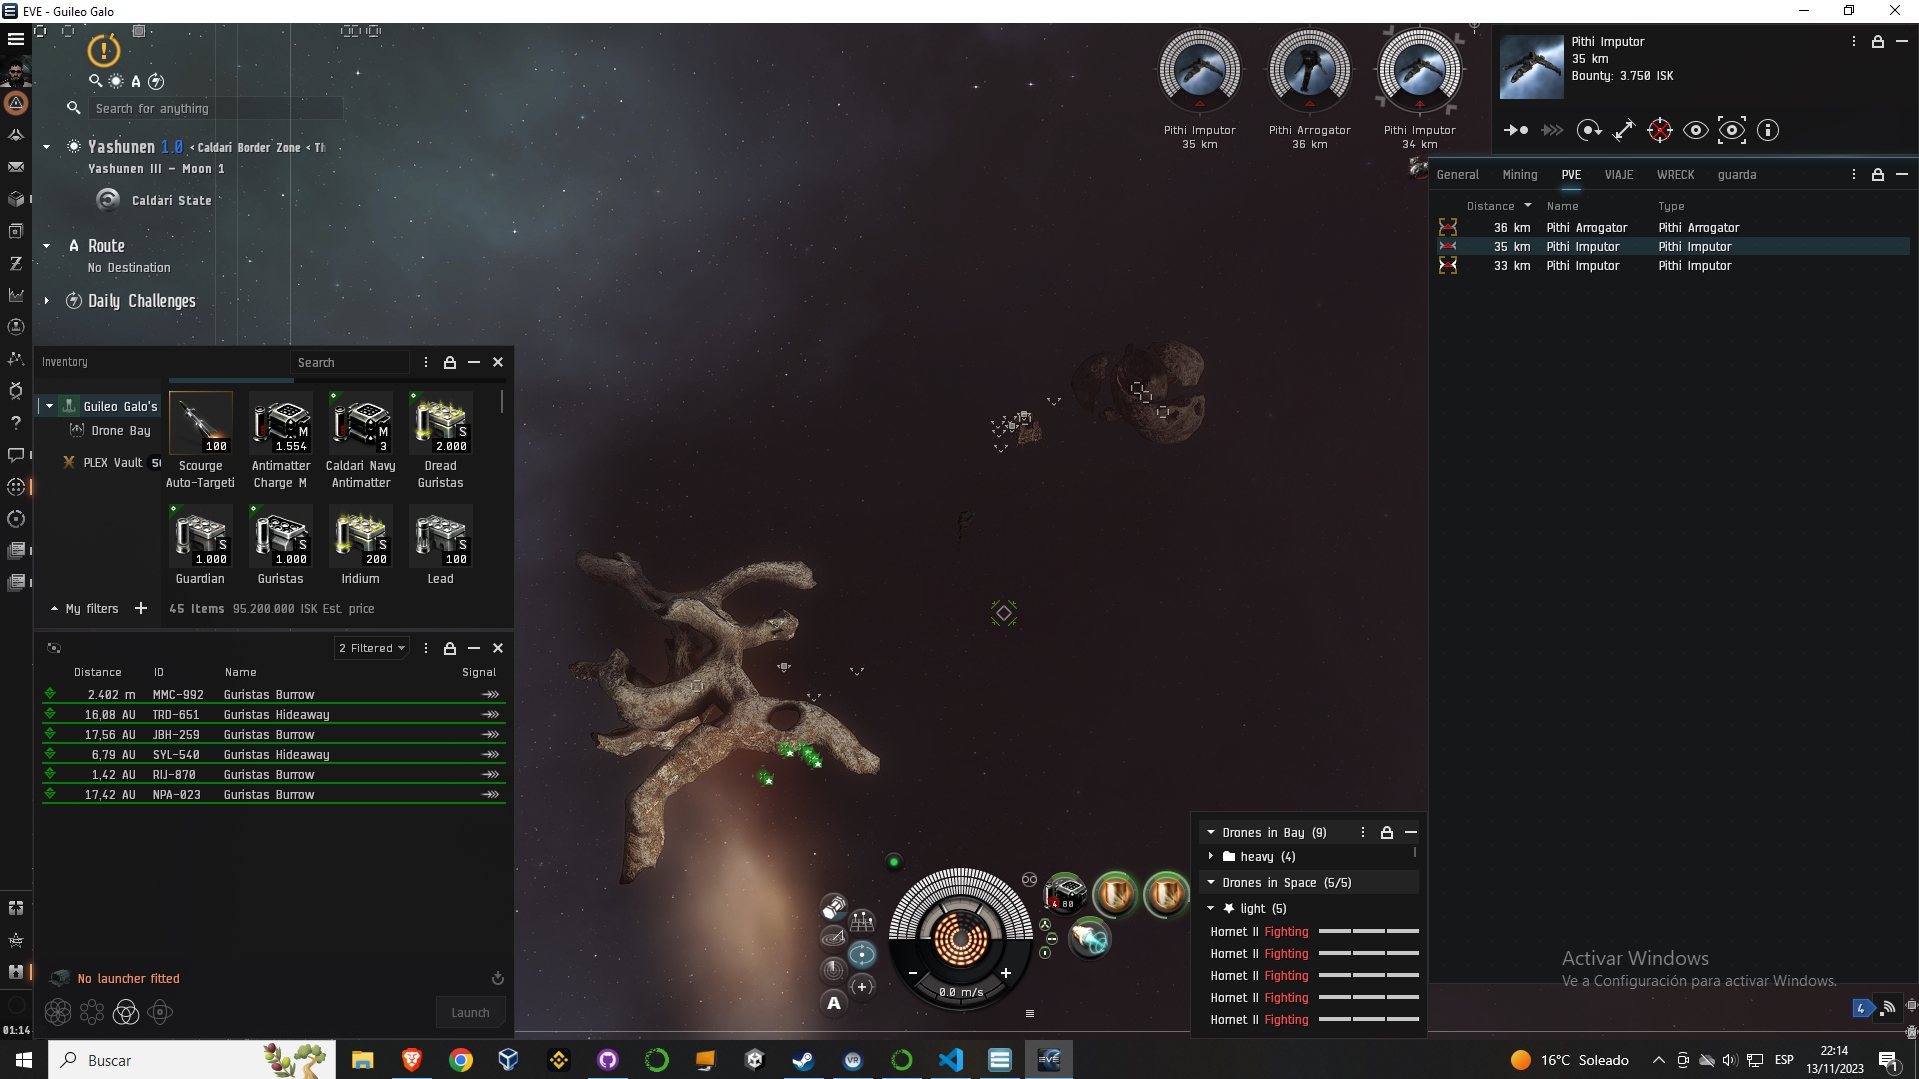 EVE - Guileo Galo
Search for anything
Yashunen 1.0 < Caldari Border Zone < Th
Yashunen III - Moon 1
Caldari State
Route
No Destination
Daily Challenges
Pithi Imputor
35 km
Pithi Arrogator
36 km
Pithi Imputor
34 km
Pithi Imputor
35 km
Bounty: 3.750 ISK
General Mining PVE VIAJE WRECK guarda
Distance Name Type
36 km Pithi Arrogator Pithi Arrogator
35 km Pithi Imputor Pithi Imputor
33 km Pithi Imputor Pithi Imputor
Inventory Search
Guileo Galo's
Drone Bay
PLEX Vault
100
Scourge
Auto-Targeti
M
1.554
Antimatter
Charge M
M
3
Caldari Navy
Antimatter
S
2.000
Dread
Guristas
S
1.000
Guardian
S
1.000
Guristas
S
200
Iridium
S
100
Lead
My filters + 45 Items 95.200.000 ISK Est. price
2 Filtered
Distance ID Name Signal
2.402 m MMC-992 Guristas Burrow
16,08 AU TRD-651 Guristas Hideaway
17,56 AU JBH-259 Guristas Burrow
6,79 AU SYL-540 Guristas Hideaway
1,42 AU RIJ-870 Guristas Burrow
17,42 AU NPA-023 Guristas Burrow
No launcher fitted
Launch
80
0.0 m/s
Drones in Bay (9)
heavy (4)
Drones in Space (5/5)
light (5)
Hornet II Fighting
Hornet II Fighting
Hornet II Fighting
Hornet II Fighting
Hornet II Fighting
Activar Windows
Ve a Configuración para activar Windows.
4
01:14
Buscar
16°C Soleado
ESP
22:14
13/11/2023
1